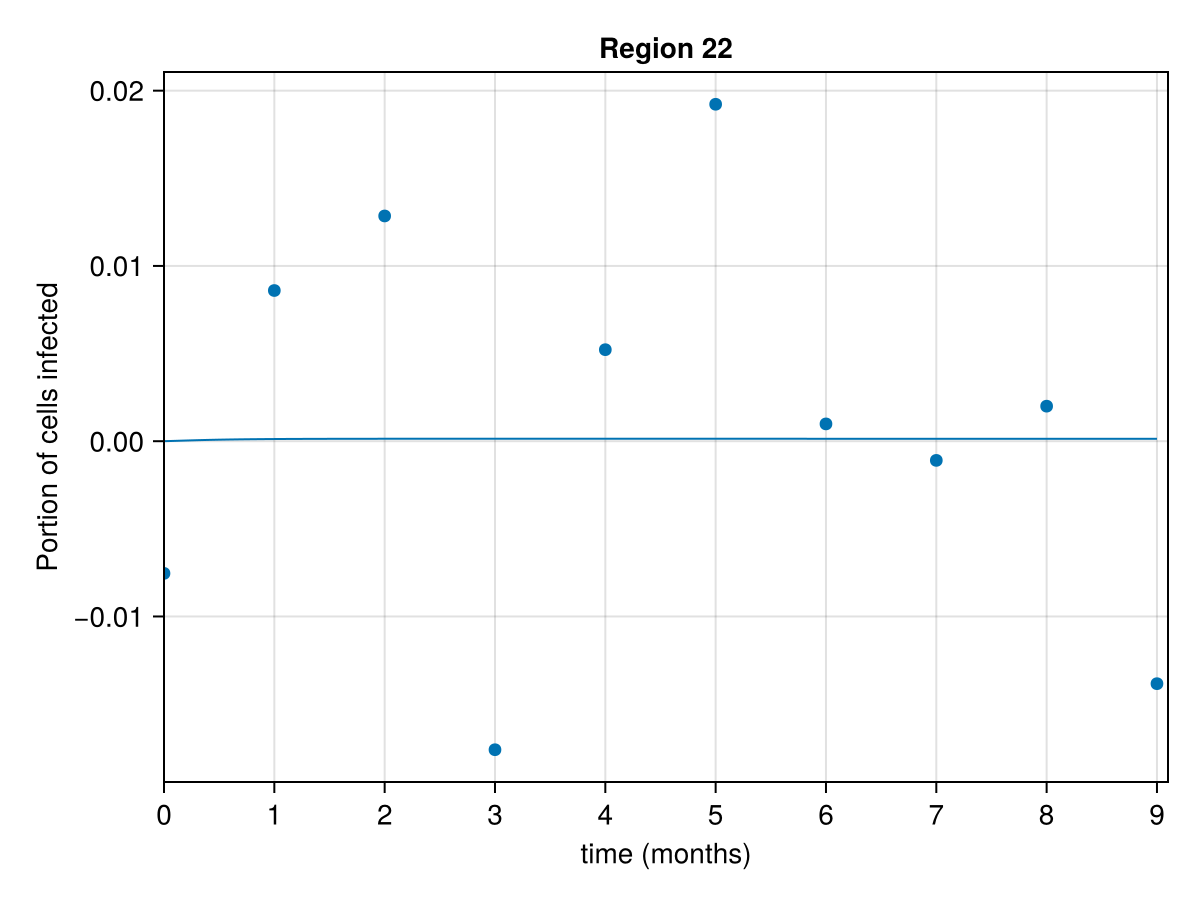 Region 22
0.02
0.01
0.00
−0.01
Portion of cells infected
0 1 2 3 4 5 6 7 8 9
time (months)